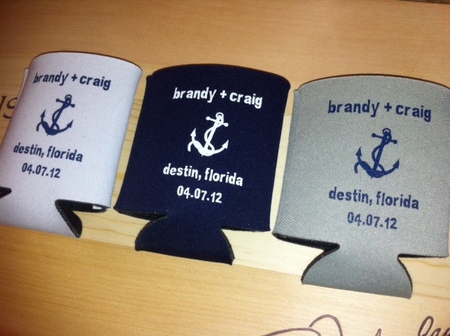 brandy + craig
destin, florida
04.07.12
brandy + craig
destin, florida
04.07.12
brandy + craig
destin, florida
04.07.12